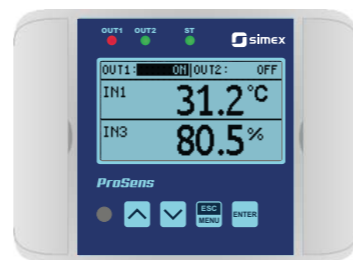 OUT1 OUT2 ST
simex
OUT1: ON OUT2: OFF
IN1 31.2°C
IN3 80.5%
ProSens
ESC MENU ENTER